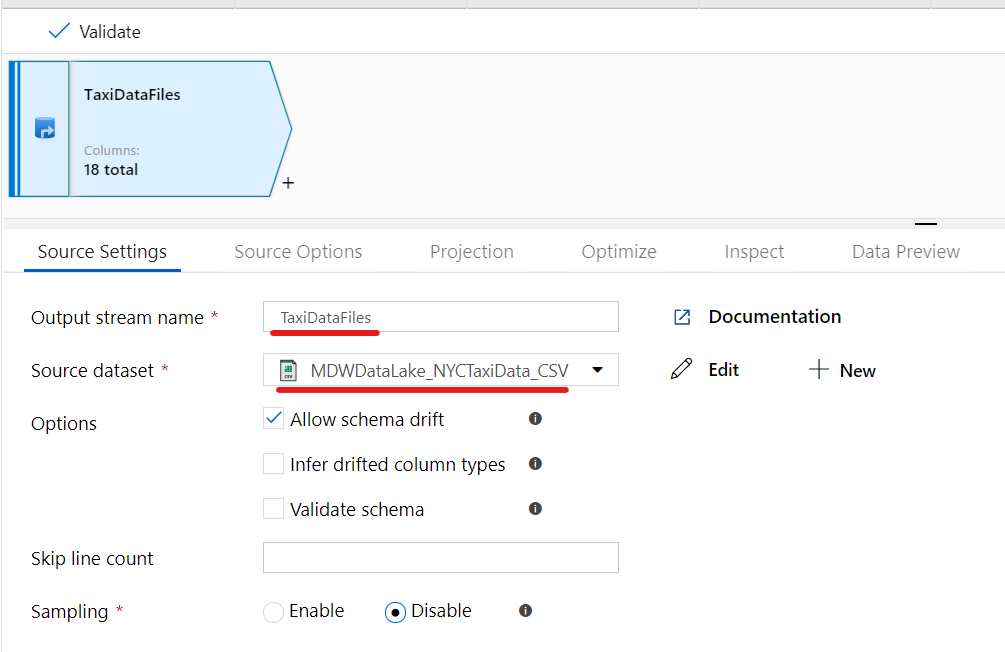 Validate
TaxiDataFiles
Columns:
18 total
+
Source Settings Source Options Projection Optimize Inspect Data Preview
Output stream name * TaxiDataFiles Documentation
Source dataset * CSV MDWDataLake_NYCTaxiData_CSV Edit New
Options Allow schema drift
Infer drifted column types
Validate schema
Skip line count
Sampling * Enable Disable